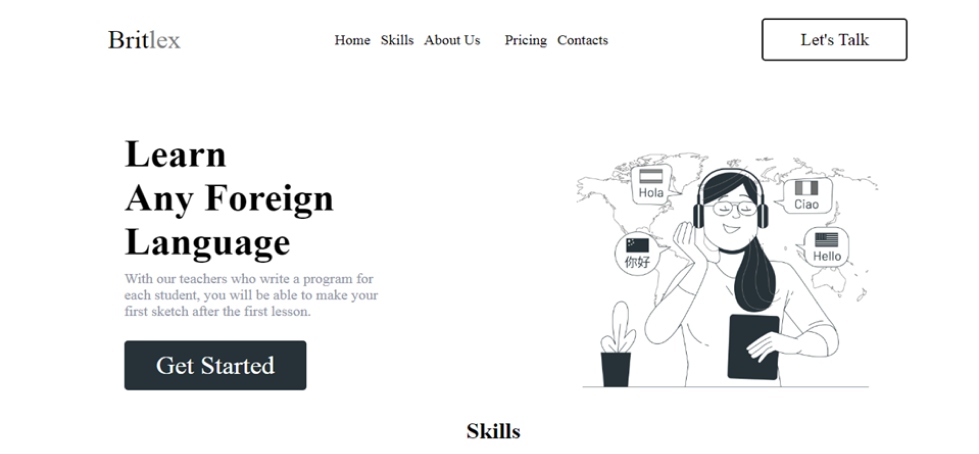 Britlex
Home Skills About Us Pricing Contacts
Let's Talk
Learn
Any Foreign
Language
With our teachers who write a program for
each student, you will be able to make your
first sketch after the first lesson.
Get Started
Hola
Ciao
你好
Hello
Skills